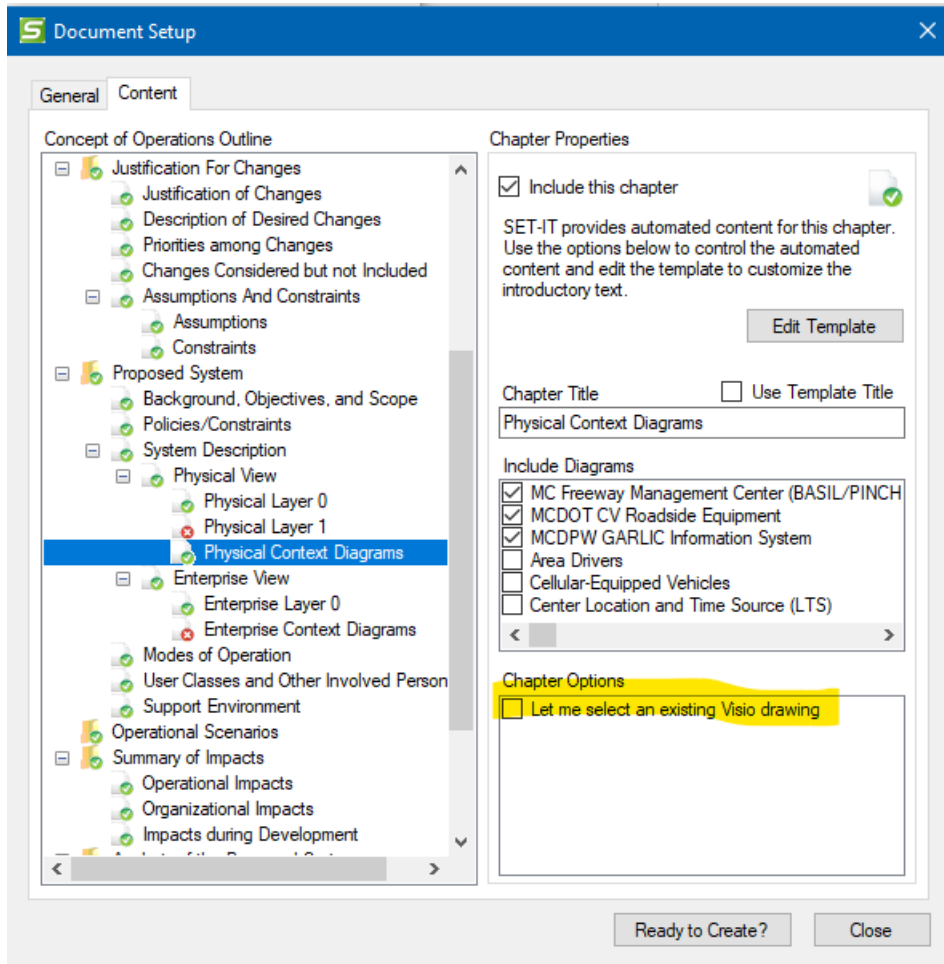 Document Setup
General
Content
Concept of Operations Outline
Justification For Changes
Justification of Changes
Description of Desired Changes
Priorities among Changes
Changes Considered but not Included
Assumptions And Constraints
Assumptions
Constraints
Proposed System
Background, Objectives, and Scope
Policies/Constraints
System Description
Physical View
Physical Layer 0
Physical Layer 1
Physical Context Diagrams
Enterprise View
Enterprise Layer 0
Enterprise Context Diagrams
Modes of Operation
User Classes and Other Involved Person
Support Environment
Operational Scenarios
Summary of Impacts
Operational Impacts
Organizational Impacts
Impacts during Development
Chapter Properties
Include this chapter
SET-IT provides automated content for this chapter.
Use the options below to control the automated
content and edit the template to customize the
introductory text.
Edit Template
Chapter Title
Use Template Title
Physical Context Diagrams
Include Diagrams
MC Freeway Management Center (BASIL/PINCH
MCDOT CV Roadside Equipment
MCDPW GARLIC Information System
Area Drivers
Cellular-Equipped Vehicles
Center Location and Time Source (LTS)
Chapter Options
Let me select an existing Visio drawing
Ready to Create?
Close